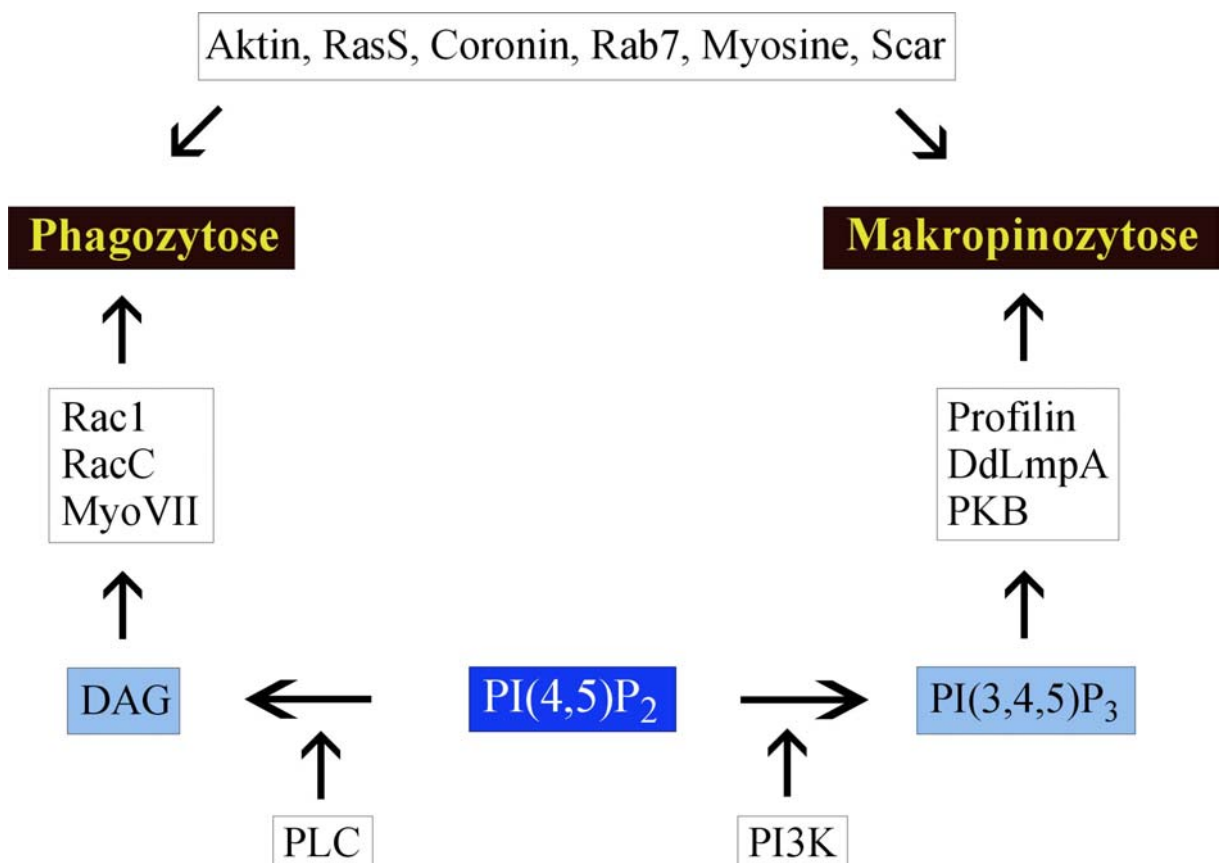 Aktin, RasS, Coronin, Rab7, Myosine, Scar
Phagozytose
Makropinozytose
Rac1
RacC
MyoVII
Profilin
DdLmpA
PKB
DAG
PI(4,5)P₂
PI(3,4,5)P₃
PLC
PI3K